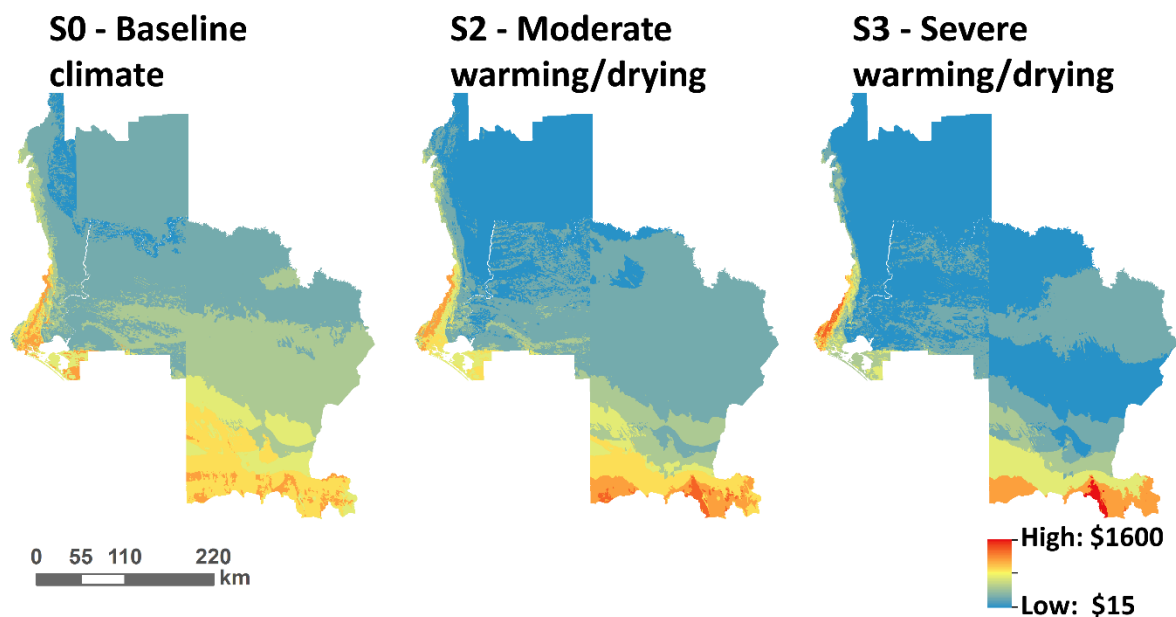 S0 - Baseline
climate
S2 - Moderate
warming/drying
S3 - Severe
warming/drying
0 55 110 220
km
High: $1600
Low: $15